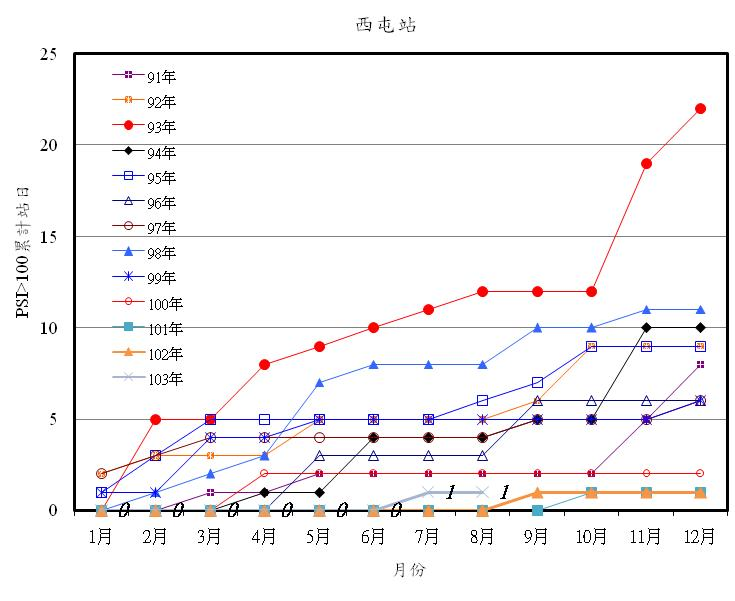 西屯站
25
20
15
10
5
0
PSI>100累計站日
91年
92年
93年
94年
95年
96年
97年
98年
99年
100年
101年
102年
103年
0 0 0 0 0 0 1 1
1月 2月 3月 4月 5月 6月 7月 8月 9月 10月 11月 12月
月份